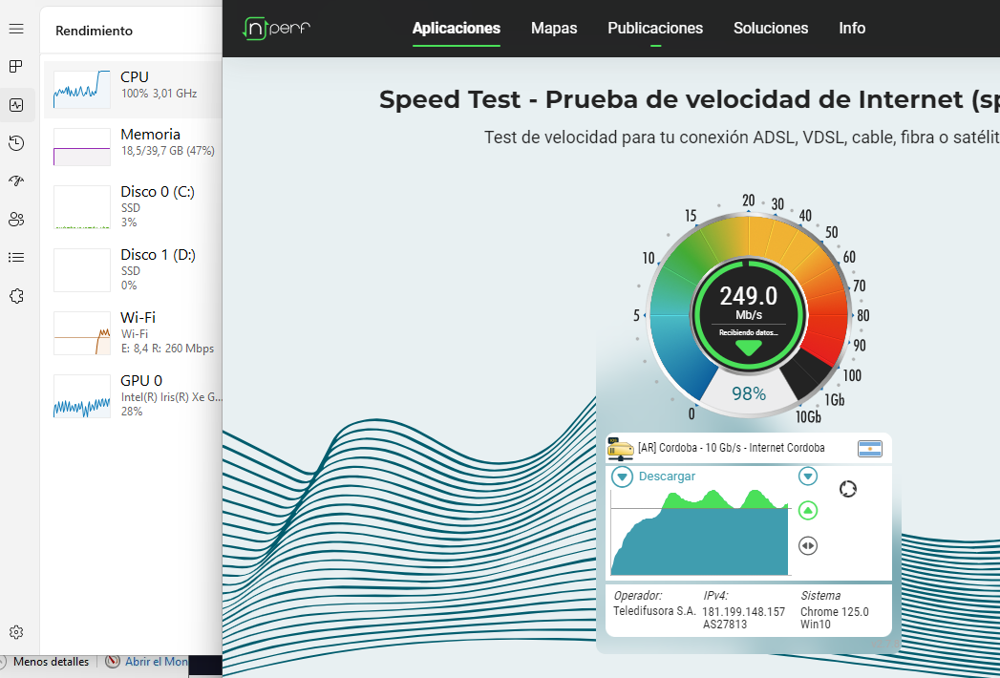 Rendimiento
CPU
100% 3,01 GHz
Memoria
18,5/39,7 GB (47%)
Disco 0 (C:)
SSD
3%
Disco 1 (D:)
SSD
0%
Wi-Fi
Wi-Fi
E: 8,4 R: 260 Mbps
GPU 0
Intel(R) Iris(R) Xe G...
28%
Menos detalles
Abrir el Mon
nperf
Aplicaciones Mapas Publicaciones Soluciones Info
Speed Test - Prueba de velocidad de Internet (sp
Test de velocidad para tu conexión ADSL, VDSL, cable, fibra o satélit
0
5
10
15
20
30
40
50
60
70
80
90
100
1Gb
10Gb
249.0
Mb/s
Recibiendo datos...
98%
[AR] Cordoba - 10 Gb/s - Internet Cordoba
Descargar
Operador: IPv4: Sistema
Teledifusora S.A. 181.199.148.157 Chrome 125.0
AS27813 Win10